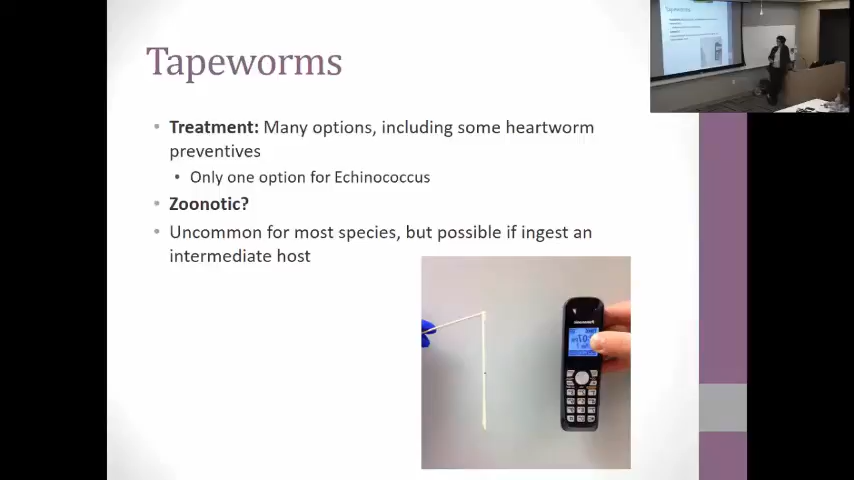 Tapeworms
• Treatment: Many options, including some heartworm
preventives
• Only one option for Echinococcus
• Zoonotic?
• Uncommon for most species, but possible if ingest an
intermediate host
Panasonic